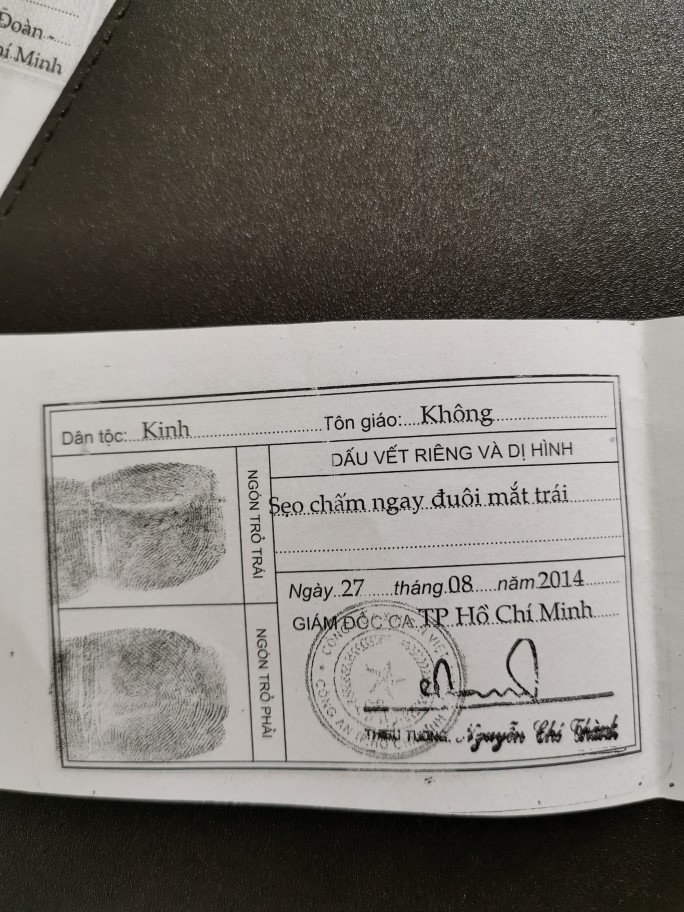 Đoàn -
hí Minh
Dân tộc: Kinh Tôn giáo: Không
NGÓN TRỎ TRÁI
DẤU VẾT RIÊNG VÀ DỊ HÌNH
Sẹo chấm ngay đuôi mắt trái
Ngày 27 tháng 08 năm 2014
GIÁM ĐỐC CA TP Hồ Chí Minh
NGÓN TRỎ PHẢI
THIẾU TƯỚNG. Nguyễn Chí Thành